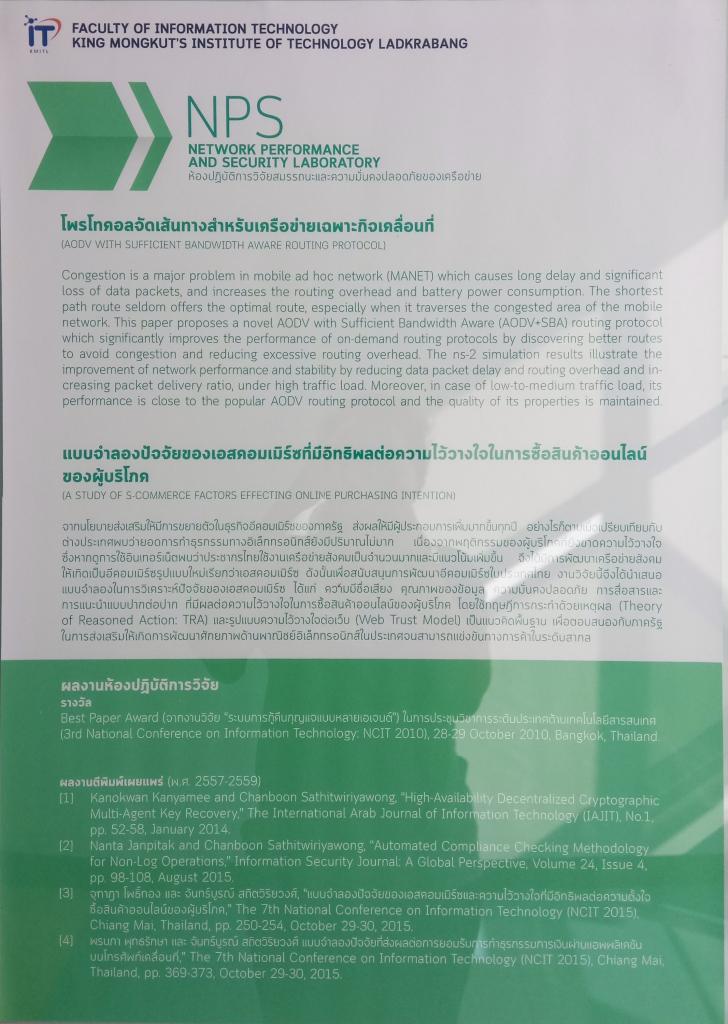 iT
KMITL
FACULTY OF INFORMATION TECHNOLOGY
KING MONGKUT'S INSTITUTE OF TECHNOLOGY LADKRABANG
NPS
NETWORK PERFORMANCE
AND SECURITY LABORATORY
ห้องปฏิบัติการวิจัยสมรรถนะและความมั่นคงปลอดภัยของเครือข่าย
โพรโทคอลจัดเส้นทางสำหรับเครือข่ายเฉพาะกิจเคลื่อนที่
(AODV WITH SUFFICIENT BANDWIDTH AWARE ROUTING PROTOCOL)
Congestion is a major problem in mobile ad hoc network (MANET) which causes long delay and significant
loss of data packets, and increases the routing overhead and battery power consumption. The shortest
path route seldom offers the optimal route, especially when it traverses the congested area of the mobile
network. This paper proposes a novel AODV with Sufficient Bandwidth Aware (AODV+SBA) routing protocol
which significantly improves the performance of on-demand routing protocols by discovering better routes
to avoid congestion and reducing excessive routing overhead. The ns-2 simulation results illustrate the
improvement of network performance and stability by reducing data packet delay and routing overhead and in-
creasing packet delivery ratio, under high traffic load. Moreover, in case of low-to-medium traffic load, its
performance is close to the popular AODV routing protocol and the quality of its properties is maintained.
แบบจำลองปัจจัยของเอสคอมเมิร์ซที่มีอิทธิพลต่อความไว้วางใจในการซื้อสินค้าออนไลน์
ของผู้บริโภค
(A STUDY OF S-COMMERCE FACTORS EFFECTING ONLINE PURCHASING INTENTION)
จากนโยบายส่งเสริมให้มีการขยายตัวในธุรกิจอีคอมเมิร์ซของภาครัฐ ส่งผลให้มีผู้ประกอบการเพิ่มมากขึ้นทุกปี อย่างไรก็ตามเมื่อเปรียบเทียบกับ
ต่างประเทศพบว่ายอดการทำธุรกรรมทางอิเล็กทรอนิกส์ยังมีปริมาณไม่มาก เนื่องจากพฤติกรรมของผู้บริโภคที่ยังขาดความไว้วางใจ
ซึ่งหากดูการใช้อินเทอร์เน็ตพบว่าประชากรไทยใช้งานเครือข่ายสังคมเป็นจำนวนมากและมีแนวโน้มเพิ่มขึ้น จึงได้มีการพัฒนาเครือข่ายสังคม
ให้เกิดเป็นอีคอมเมิร์ซรูปแบบใหม่เรียกว่าเอสคอมเมิร์ซ ดังนั้นเพื่อสนับสนุนการพัฒนาอีคอมเมิร์ซในประเทศไทย งานวิจัยนี้จึงได้นำเสนอ
แบบจำลองในการวิเคราะห์ปัจจัยของเอสคอมเมิร์ซ ได้แก่ ความมีชื่อเสียง คุณภาพของข้อมูล ความมั่นคงปลอดภัย การสื่อสารและ
การแนะนำแบบปากต่อปาก ที่มีผลต่อความไว้วางใจในการซื้อสินค้าออนไลน์ของผู้บริโภค โดยใช้ทฤษฎีการกระทำด้วยเหตุผล (Theory
of Reasoned Action: TRA) และรูปแบบความไว้วางใจต่อเว็บ (Web Trust Model) เป็นแนวคิดพื้นฐาน เพื่อตอบสนองกับภาครัฐ
ในการส่งเสริมให้เกิดการพัฒนาศักยภาพด้านพาณิชย์อิเล็กทรอนิกส์ในประเทศจนสามารถแข่งขันทางการค้าในระดับสากล
ผลงานห้องปฏิบัติการวิจัย
รางวัล
Best Paper Award (จากงานวิจัย "ระบบการกู้คืนกุญแจแบบหลายเอเจนต์") ในการประชุมวิชาการระดับประเทศด้านเทคโนโลยีสารสนเทศ
(3rd National Conference on Information Technology: NCIT 2010), 28-29 October 2010, Bangkok, Thailand.
ผลงานตีพิมพ์เผยแพร่ (พ.ศ. 2557-2559)
[1] Kanokwan Kanyamee and Chanboon Sathitwiriyawong, "High-Availability Decentralized Cryptographic
Multi-Agent Key Recovery," The International Arab Journal of Information (IAJIT), No.1,
pp. 52-58, January 2014.
[2] Nanta Janpitak and Chanboon Sathitwiriyawong, "Automated Compliance Checking Methodology
for Non-Log Operations," Information Security Journal: A Global Perspective, Volume 24, Issue 4,
pp. 98-108, August 2015.
[3] จุฑาภา โพธิ์ทอง และ จันทร์บูรณ์ สถิตวิริยวงศ์, "แบบจำลองปัจจัยของเอสคอมเมิร์ซและความไว้วางใจที่มีอิทธิพลต่อความตั้งใจ
ซื้อสินค้าออนไลน์ของผู้บริโภค," The 7th National Conference on Information Technology (NCIT 2015),
Chiang Mai, Thailand, pp. 250-254, October 29-30, 2015.
[4] พรนภา พุทธรักษา และ จันทร์บูรณ์ สถิตวิริยวงศ์ แบบจำลองปัจจัยที่ส่งผลต่อการยอมรับการทำธุรกรรมการเงินผ่านแอพพลิเคชัน
บนโทรศัพท์เคลื่อนที่," The 7th National Conference on Information Technology (NCIT 2015), Chiang Mai,
Thailand, pp. 369-373, October 29-30, 2015.